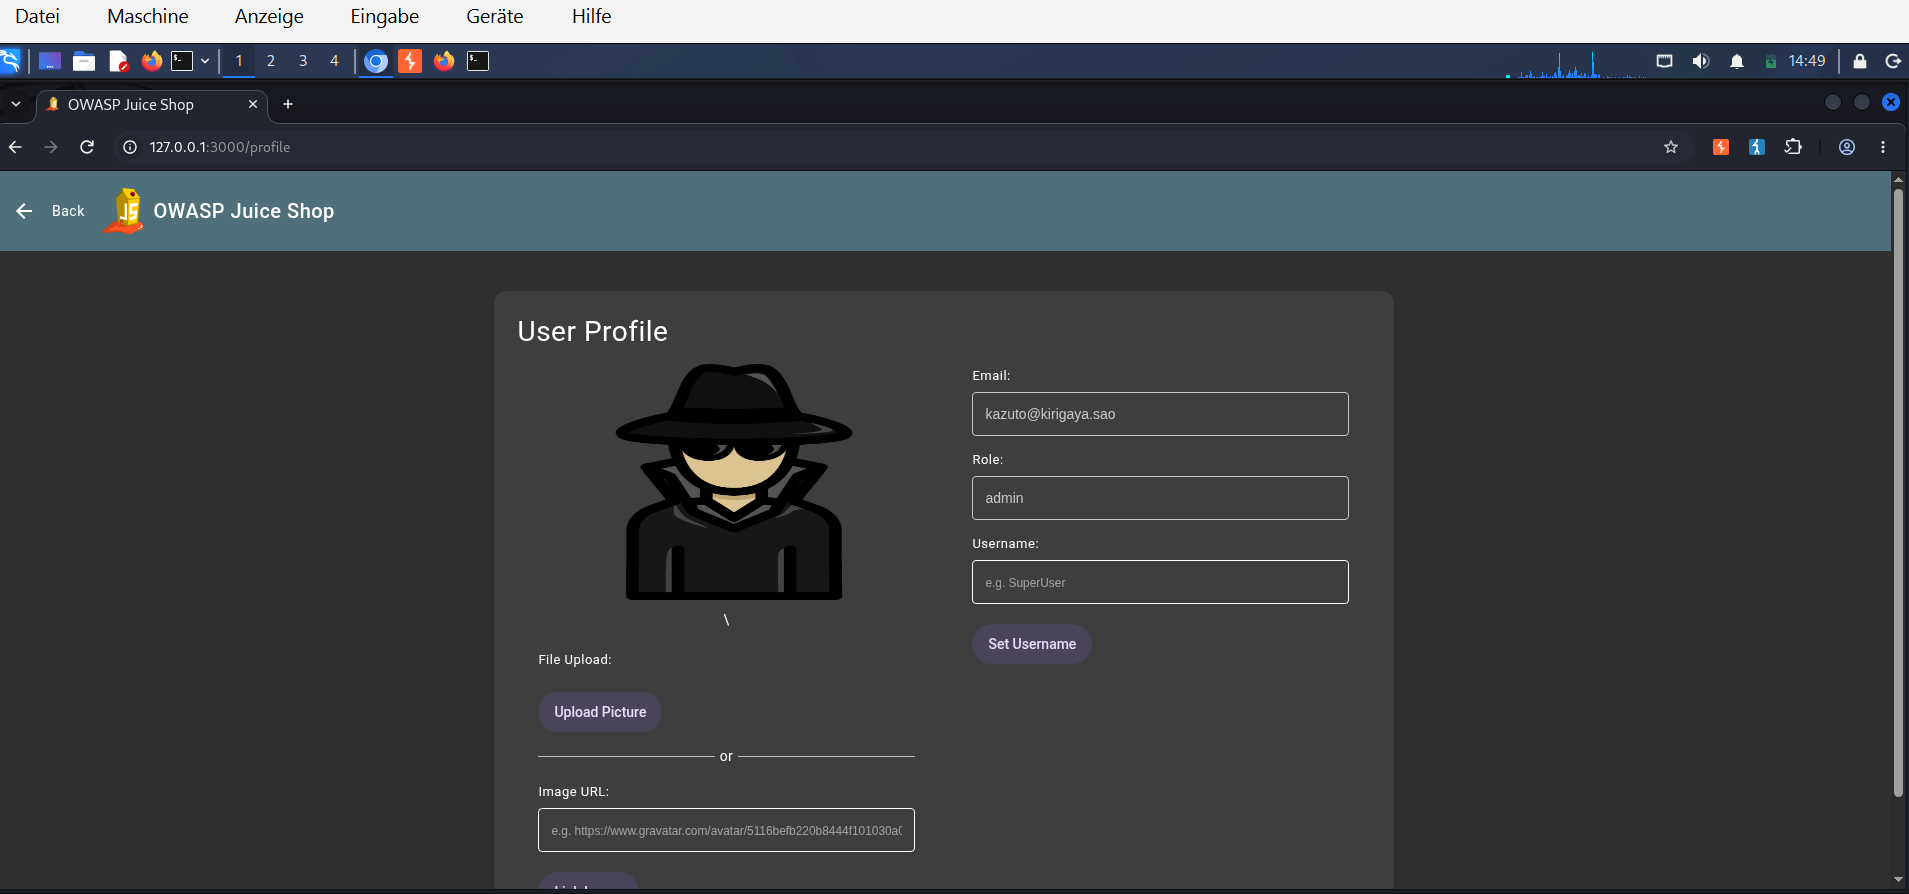 Datei Maschine Anzeige Eingabe Geräte Hilfe
1 2 3 4 14:49
OWASP Juice Shop
127.0.0.1:3000/profile
Back OWASP Juice Shop
User Profile
Email:
kazuto@kirigaya.sao
Role:
admin
Username:
e.g. SuperUser
Set Username
\
File Upload:
Upload Picture
or
Image URL:
e.g. https://www.gravatar.com/avatar/5116befb220b8444f101030a